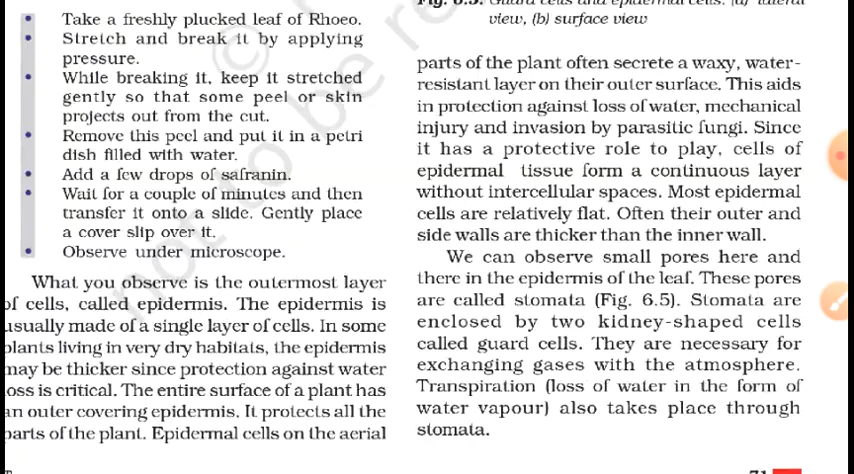 • Take a freshly plucked leaf of Rhoeo.
• Stretch and break it by applying
pressure.
• While breaking it, keep it stretched
gently so that some peel or skin
projects out from the cut.
• Remove this peel and put it in a petri
dish filled with water.
• Add a few drops of safranin.
• Wait for a couple of minutes and then
transfer it onto a slide. Gently place
a cover slip over it.
• Observe under microscope.
What you observe is the outermost layer
of cells, called epidermis. The epidermis is
usually made of a single layer of cells. In some
plants living in very dry habitats, the epidermis
may be thicker since protection against water
loss is critical. The entire surface of a plant has
an outer covering epidermis. It protects all the
parts of the plant. Epidermal cells on the aerial
Fig. 6.5: Guard cells and epidermal cells: (a) lateral
view, (b) surface view
parts of the plant often secrete a waxy, water-
resistant layer on their outer surface. This aids
in protection against loss of water, mechanical
injury and invasion by parasitic fungi. Since
it has a protective role to play, cells of
epidermal tissue form a continuous layer
without intercellular spaces. Most epidermal
cells are relatively flat. Often their outer and
side walls are thicker than the inner wall.
We can observe small pores here and
there in the epidermis of the leaf. These pores
are called stomata (Fig. 6.5). Stomata are
enclosed by two kidney-shaped cells
called guard cells. They are necessary for
exchanging gases with the atmosphere.
Transpiration (loss of water in the form of
water vapour) also takes place through
stomata.
71
©
not to be re